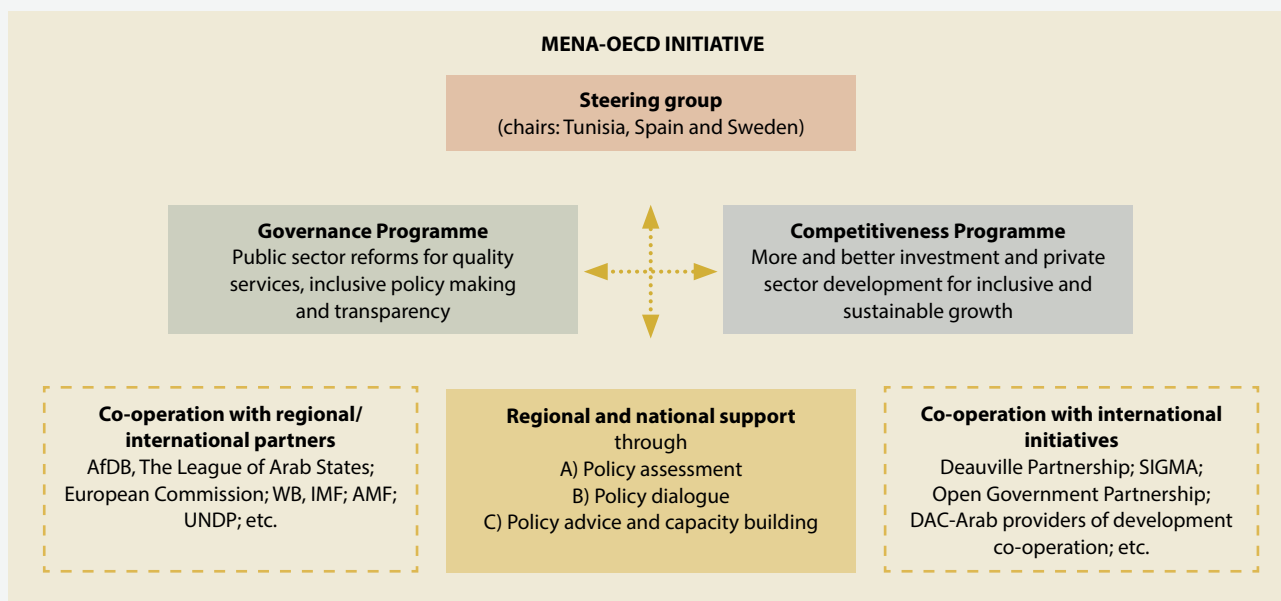 MENA-OECD INITIATIVE
Steering group
(chairs: Tunisia, Spain and Sweden)
Governance Programme
Public sector reforms for quality
services, inclusive policy making
and transparency
Competitiveness Programme
More and better investment and private
sector development for inclusive and
sustainable growth
Co-operation with regional/
international partners
AfDB, The League of Arab States;
European Commission; WB, IMF; AMF;
UNDP; etc.
Regional and national support
through
A) Policy assessment
B) Policy dialogue
C) Policy advice and capacity building
Co-operation with international
initiatives
Deauville Partnership; SIGMA;
Open Government Partnership;
DAC-Arab providers of development
co-operation; etc.